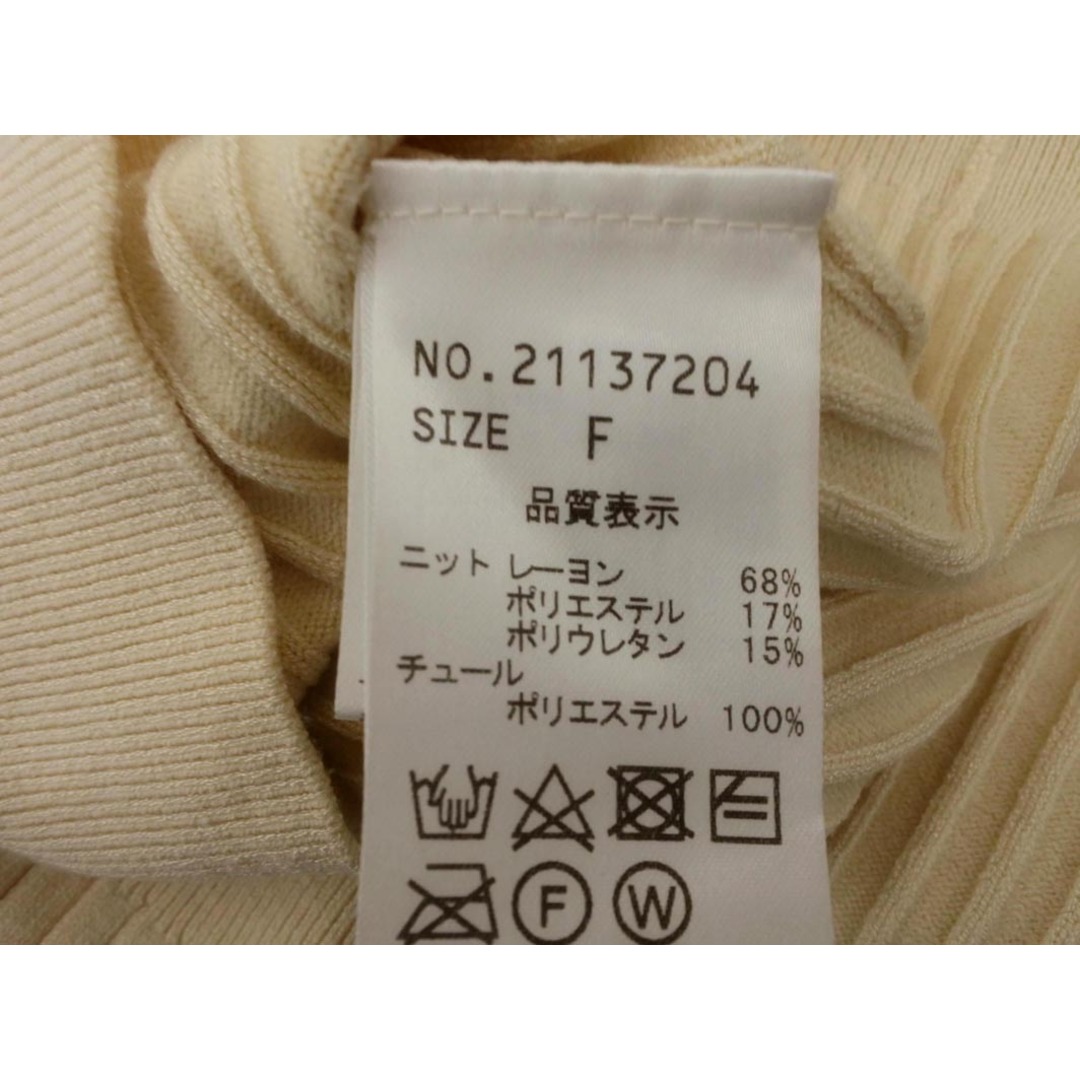 NO.21137204
SIZE F
品質表示
ニット レーヨン 68%
ポリエステル 17%
ポリウレタン 15%
チュール
ポリエステル 100%
F W